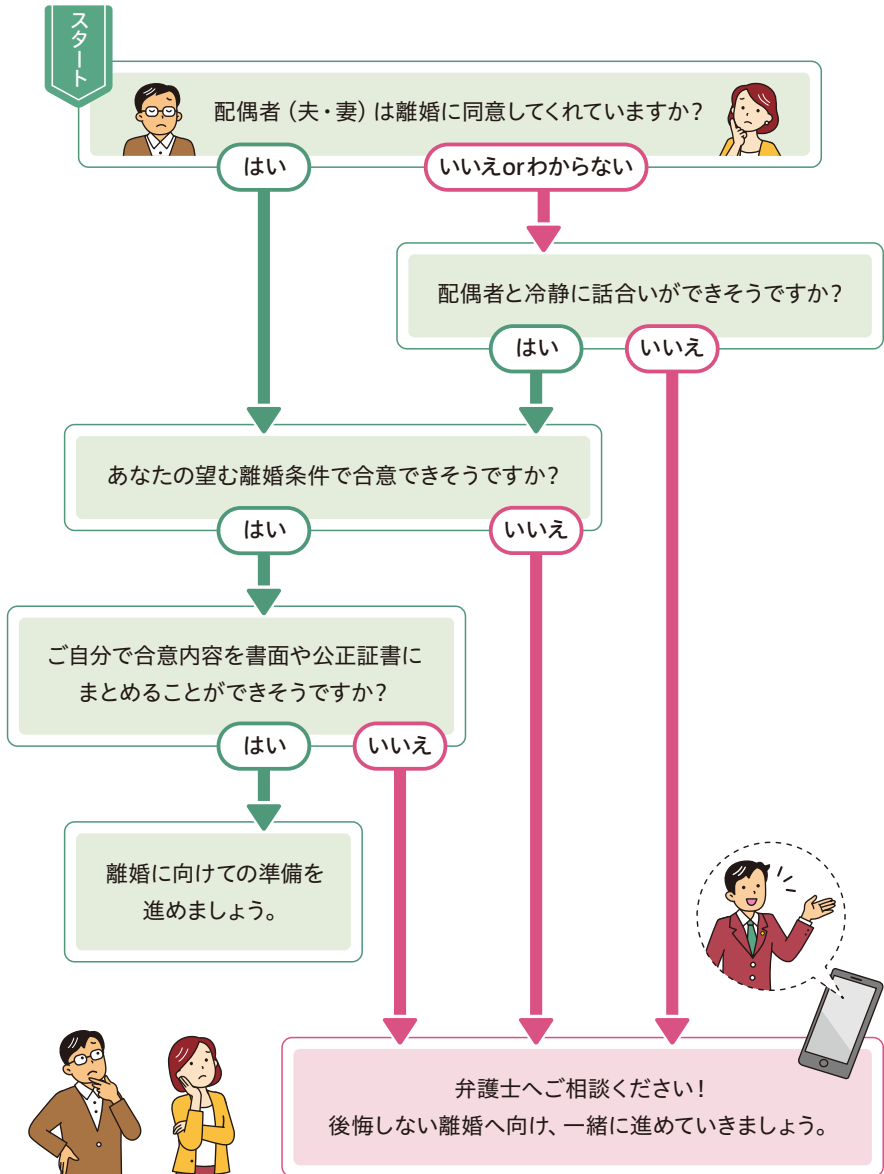 スタート
配偶者（夫・妻）は離婚に同意してくれていますか？
はい
いいえorわからない
配偶者と冷静に話合いができそうですか？
はい
いいえ
あなたの望む離婚条件で合意できそうですか？
はい
いいえ
ご自分で合意内容を書面や公正証書に
まとめることができそうですか？
はい
いいえ
離婚に向けての準備を
進めましょう。
弁護士へご相談ください！
後悔しない離婚へ向け、一緒に進めていきましょう。